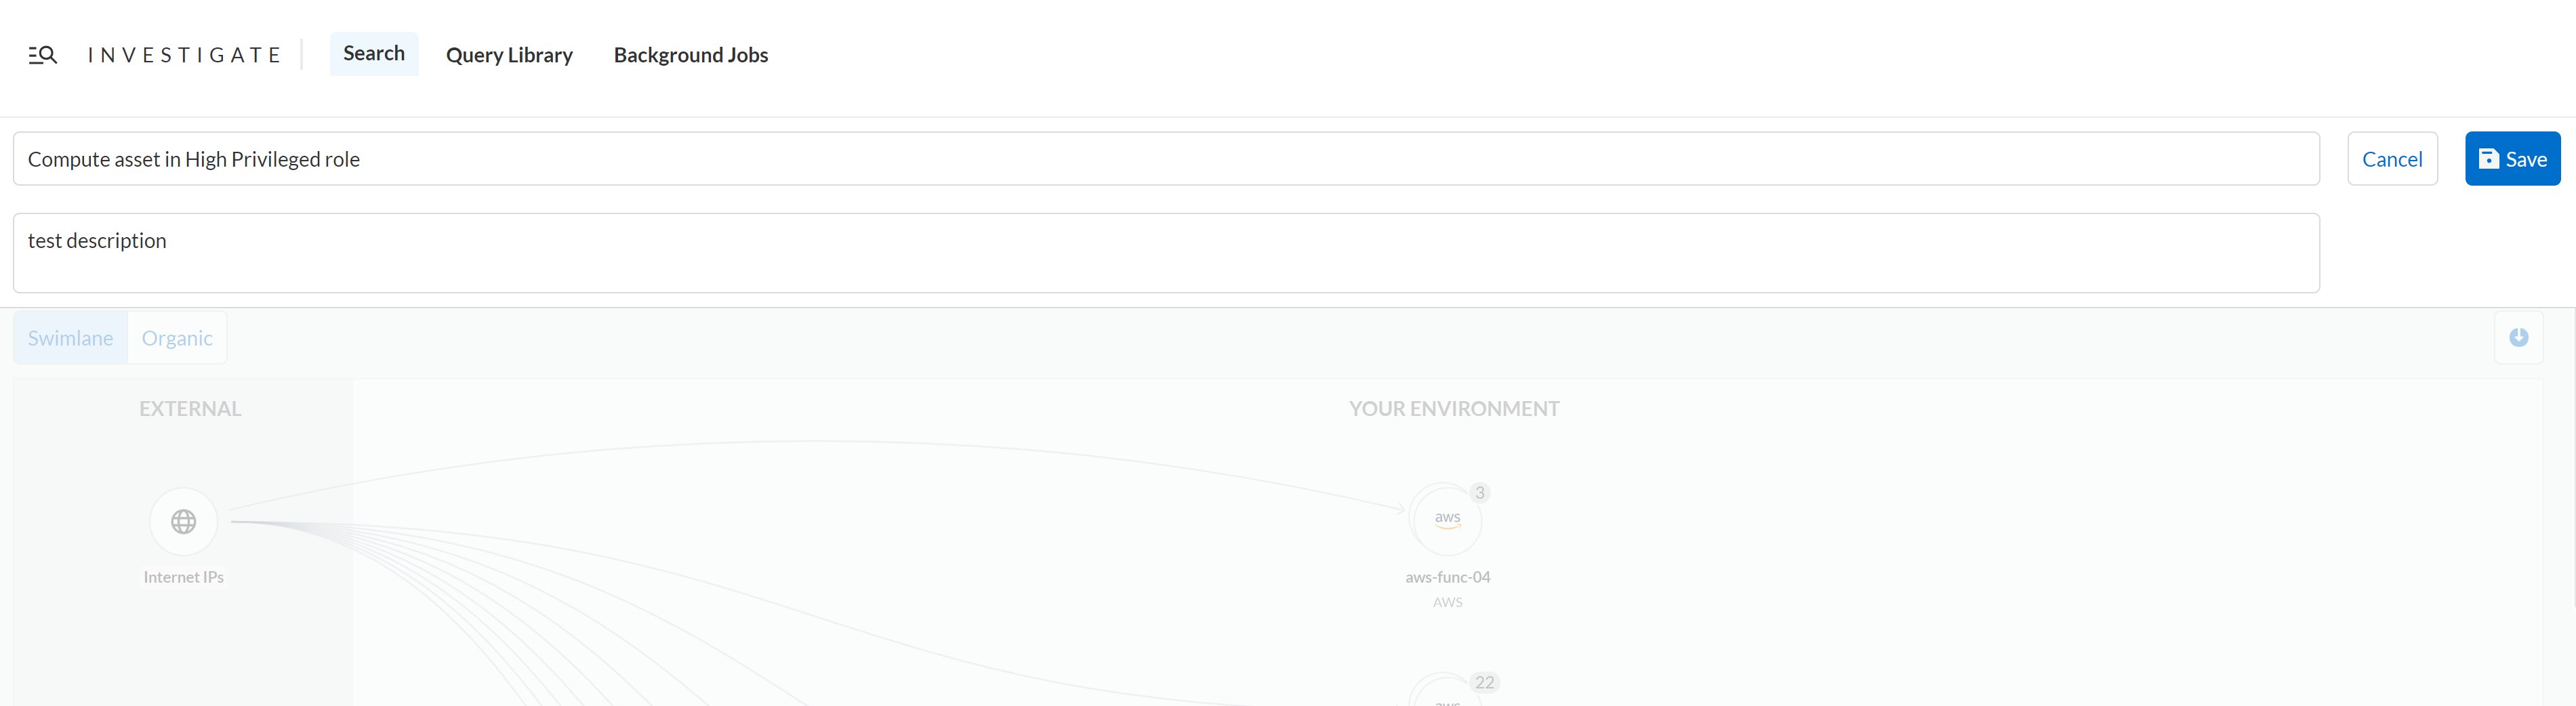 INVESTIGATE Search Query Library Background Jobs
Compute asset in High Privileged role Cancel Save
test description
Swimlane Organic
EXTERNAL YOUR ENVIRONMENT
3
aws
Internet IPs aws-func-04
AWS
22
aws